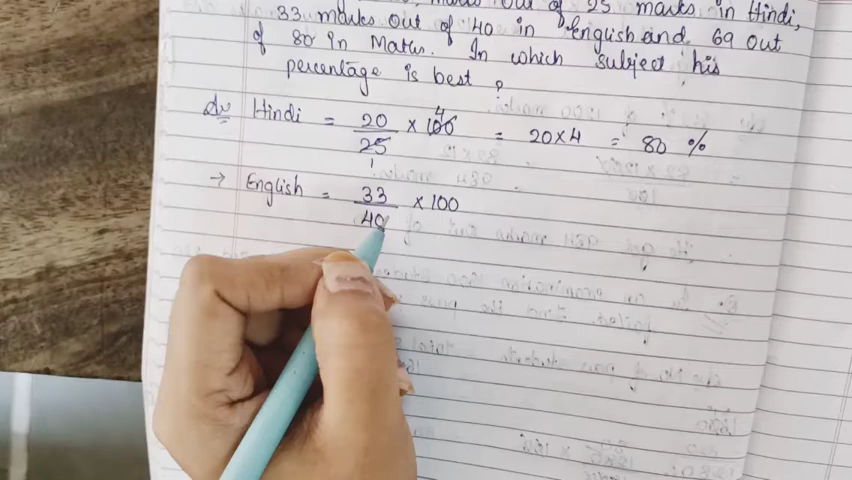 marks out of 25 marks in Hindi,
33 marks out of 40 in english and 69 out
of 80 in Maths. In which subject his
percentage is best ?
Hindi = 20/25 × 100 4 = 20×4 = 80 %
1
→ English = 33/40 × 100